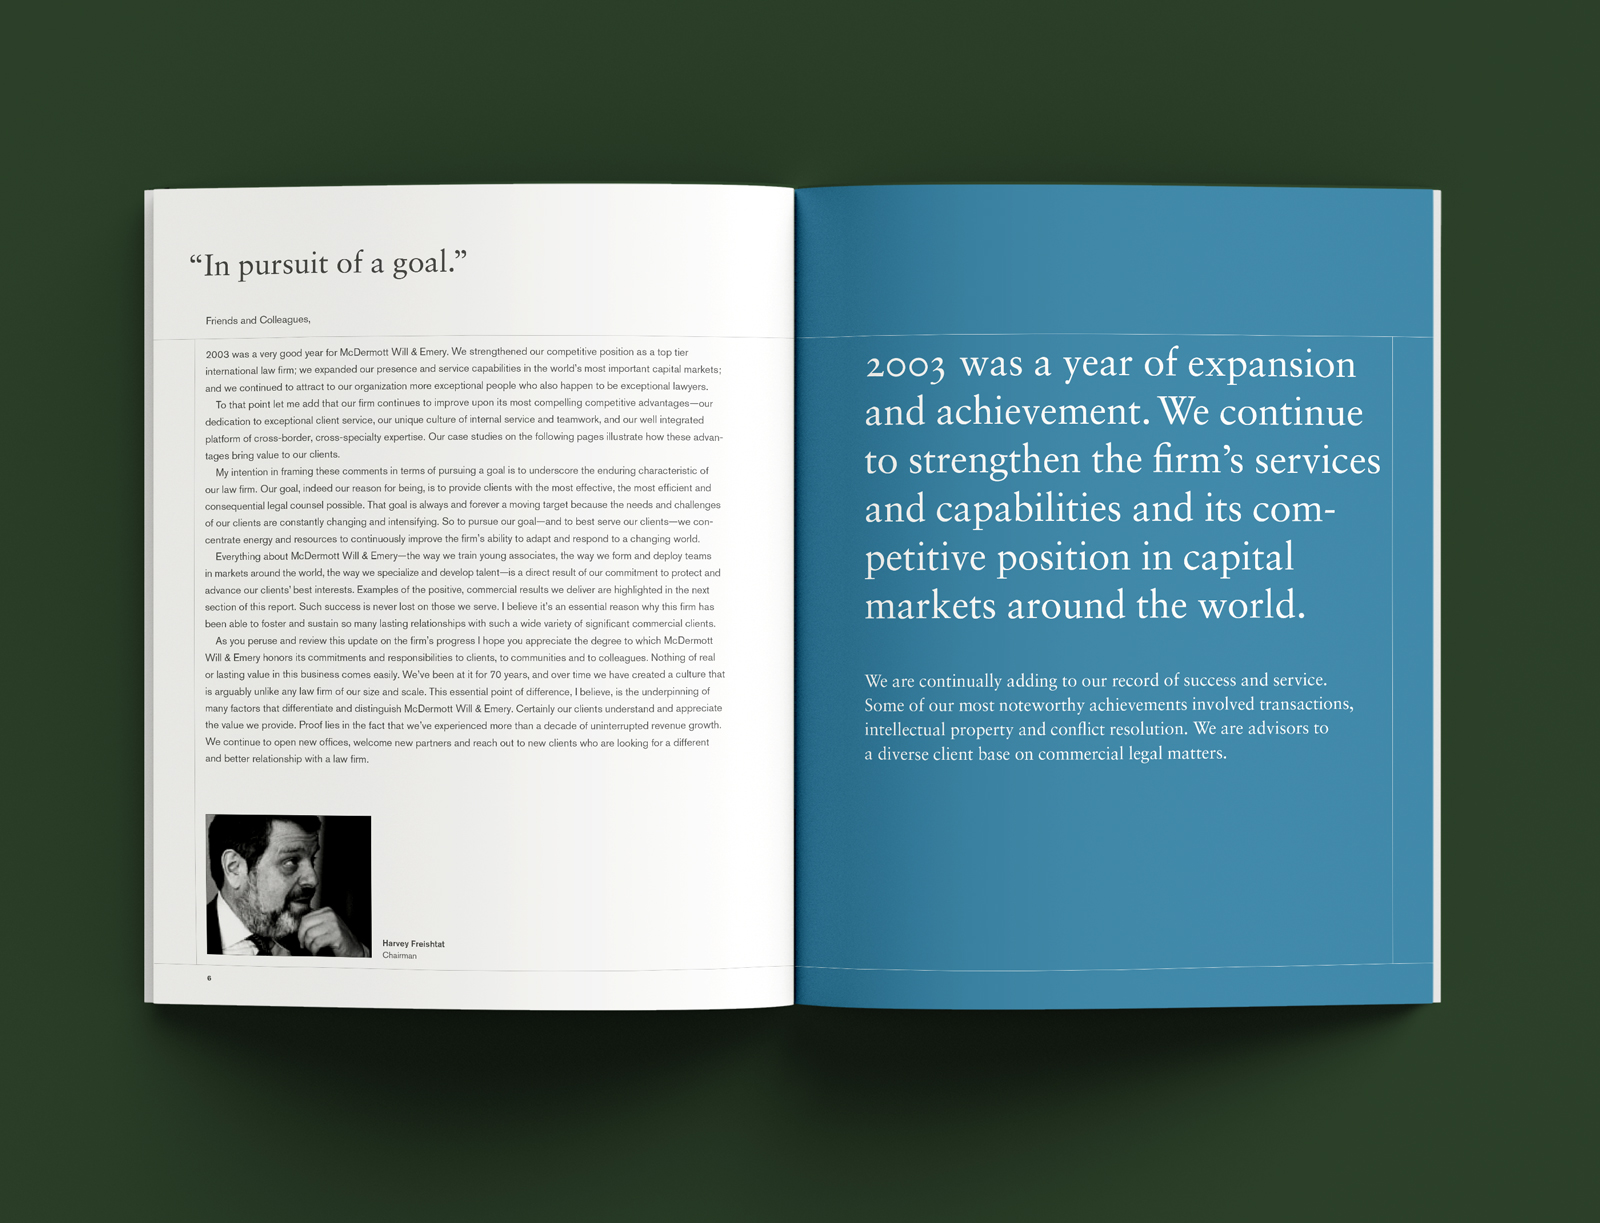 “In pursuit of a goal.”
Friends and Colleagues,
2003 was a very good year for McDermott Will & Emery. We strengthened our competitive position as a top tier
international law firm; we expanded our presence and service capabilities in the world’s most important capital markets;
and we continued to attract to our organization more exceptional people who also happen to be exceptional lawyers.
To that point let me add that our firm continues to improve upon its most compelling competitive advantages—our
dedication to exceptional client service, our unique culture of internal service and teamwork, and our well integrated
platform of cross-border, cross-specialty expertise. Our case studies on the following pages illustrate how these advan-
tages bring value to our clients.
My intention in framing these comments in terms of pursuing a goal is to underscore the enduring characteristic of
our law firm. Our goal, indeed our reason for being, is to provide clients with the most effective, the most efficient and
consequential legal counsel possible. That goal is always and forever a moving target because the needs and challenges
of our clients are constantly changing and intensifying. So to pursue our goal—and to best serve our clients—we con-
centrate energy and resources to continuously improve the firm’s ability to adapt and respond to a changing world.
Everything about McDermott Will & Emery—the way we train young associates, the way we form and deploy teams
in markets around the world, the way we specialize and develop talent—is a direct result of our commitment to protect and
advance our clients’ best interests. Examples of the positive, commercial results we deliver are highlighted in the next
section of this report. Such success is never lost on those we serve. I believe it’s an essential reason why this firm has
been able to foster and sustain so many lasting relationships with such a wide variety of significant commercial clients.
As you peruse and review this update on the firm’s progress I hope you appreciate the degree to which McDermott
Will & Emery honors its commitments and responsibilities to clients, to communities and to colleagues. Nothing of real
or lasting value in this business comes easily. We’ve been at it for 70 years, and over time we have created a culture that
is arguably unlike any law firm of our size and scale. This essential point of difference, I believe, is the underpinning of
many factors that differentiate and distinguish McDermott Will & Emery. Certainly our clients understand and appreciate
the value we provide. Proof lies in the fact that we’ve experienced more than a decade of uninterrupted revenue growth.
We continue to open new offices, welcome new partners and reach out to new clients who are looking for a different
and better relationship with a law firm.
Harvey Freishtat
Chairman
6
2003 was a year of expansion
and achievement. We continue
to strengthen the firm’s services
and capabilities and its com-
petitive position in capital
markets around the world.
We are continually adding to our record of success and service.
Some of our most noteworthy achievements involved transactions,
intellectual property and conflict resolution. We are advisors to
a diverse client base on commercial legal matters.